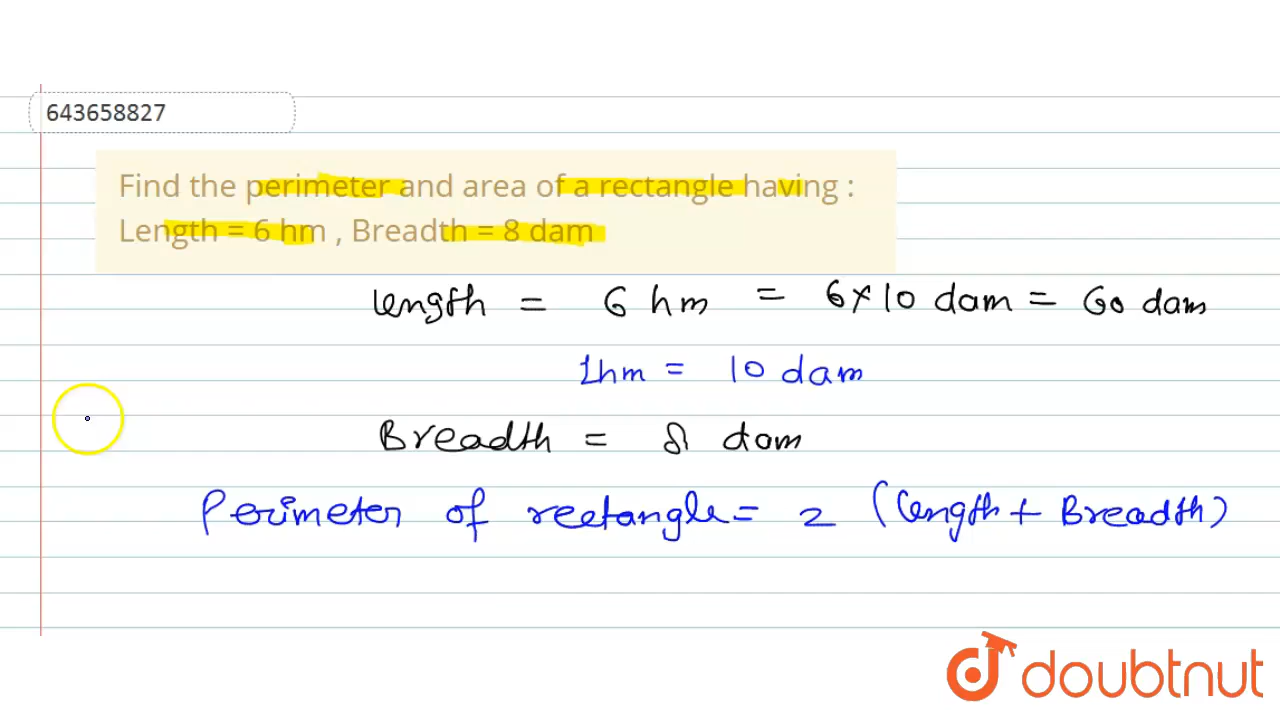 643658827
Find the perimeter and area of a rectangle having :
Length = 6 hm , Breadth = 8 dam
length = 6 hm = 6 × 10 dam = 60 dam
1hm = 10 dam
Breadth = 8 dam
Perimeter of rectangle = 2 (length + Breadth)
doubtnut